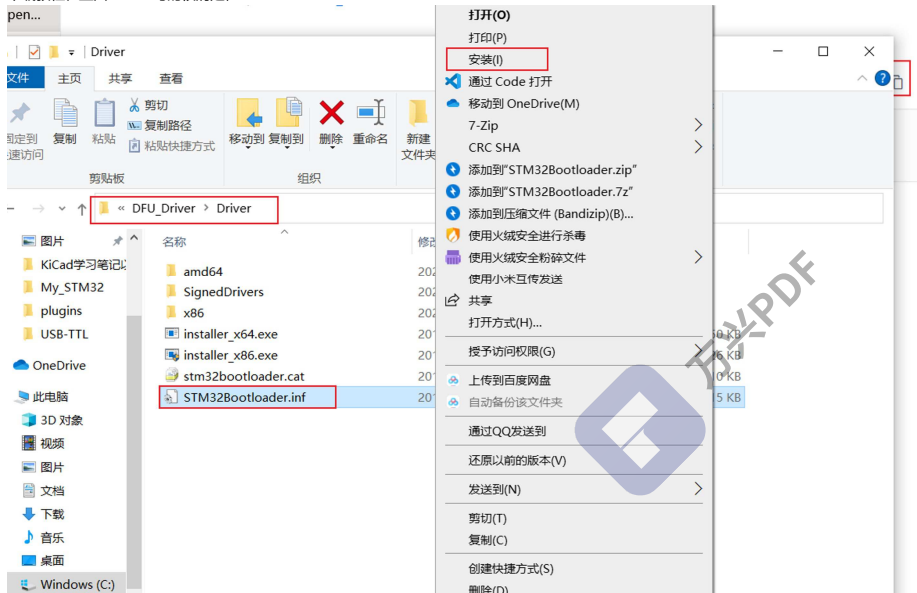 pen...
打开(O)
打印(P)
安装(I)
通过 Code 打开
移动到 OneDrive(M)
7-Zip
CRC SHA
添加到"STM32Bootloader.zip"
添加到"STM32Bootloader.7z"
添加到压缩文件 (Bandizip)(B)...
使用火绒安全进行杀毒
使用火绒安全粉碎文件
使用小米互传发送
共享
打开方式(H)...
授予访问权限(G)
上传到百度网盘
自动备份该文件夹
通过QQ发送到
还原以前的版本(V)
发送到(N)
剪切(T)
复制(C)
创建快捷方式(S)
删除(D)
Driver
文件 主页 共享 查看
固定到快速访问
复制
粘贴
剪切
复制路径
粘贴快捷方式
移动到 复制到 删除 重命名
新建
文件夹
剪贴板
组织
« DFU_Driver > Driver
图片
KiCad学习笔记
My_STM32
plugins
USB-TTL
OneDrive
此电脑
3D 对象
视频
图片
文档
下载
音乐
桌面
Windows (C:)
名称
amd64
SignedDrivers
x86
installer_x64.exe
installer_x86.exe
stm32bootloader.cat
STM32Bootloader.inf
万兴PDF